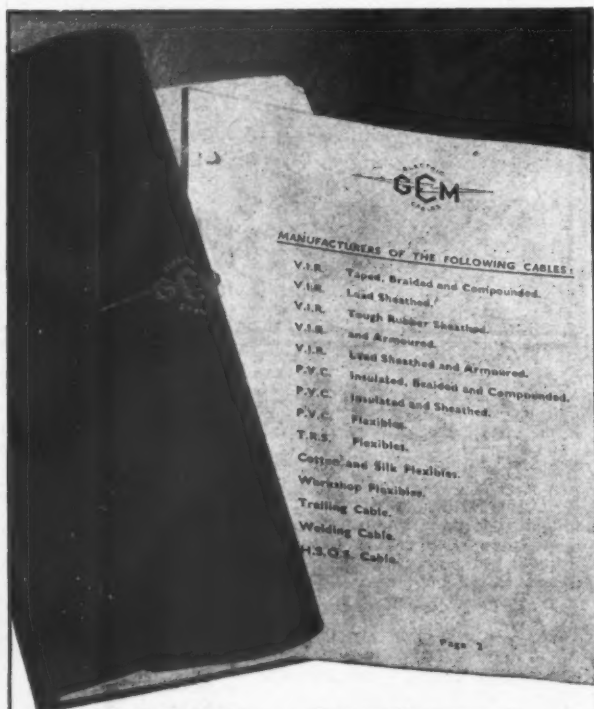 ELECTRIC
GEM
CABLES
MANUFACTURERS OF THE FOLLOWING CABLES:
V.I.R. Taped, Braided and Compounded.
V.I.R. Lead Sheathed.
V.I.R. Tough Rubber Sheathed.
V.I.R. and Armoured.
V.I.R. Lead Sheathed and Armoured.
P.V.C. Insulated, Braided and Compounded.
P.V.C. Insulated and Sheathed.
P.V.C. Flexibles.
T.R.S. Flexibles.
Cotton and Silk Flexibles.
Workshop Flexibles.
Trailing Cable.
Welding Cable.
H.S.O.S. Cable.
Page
GEM